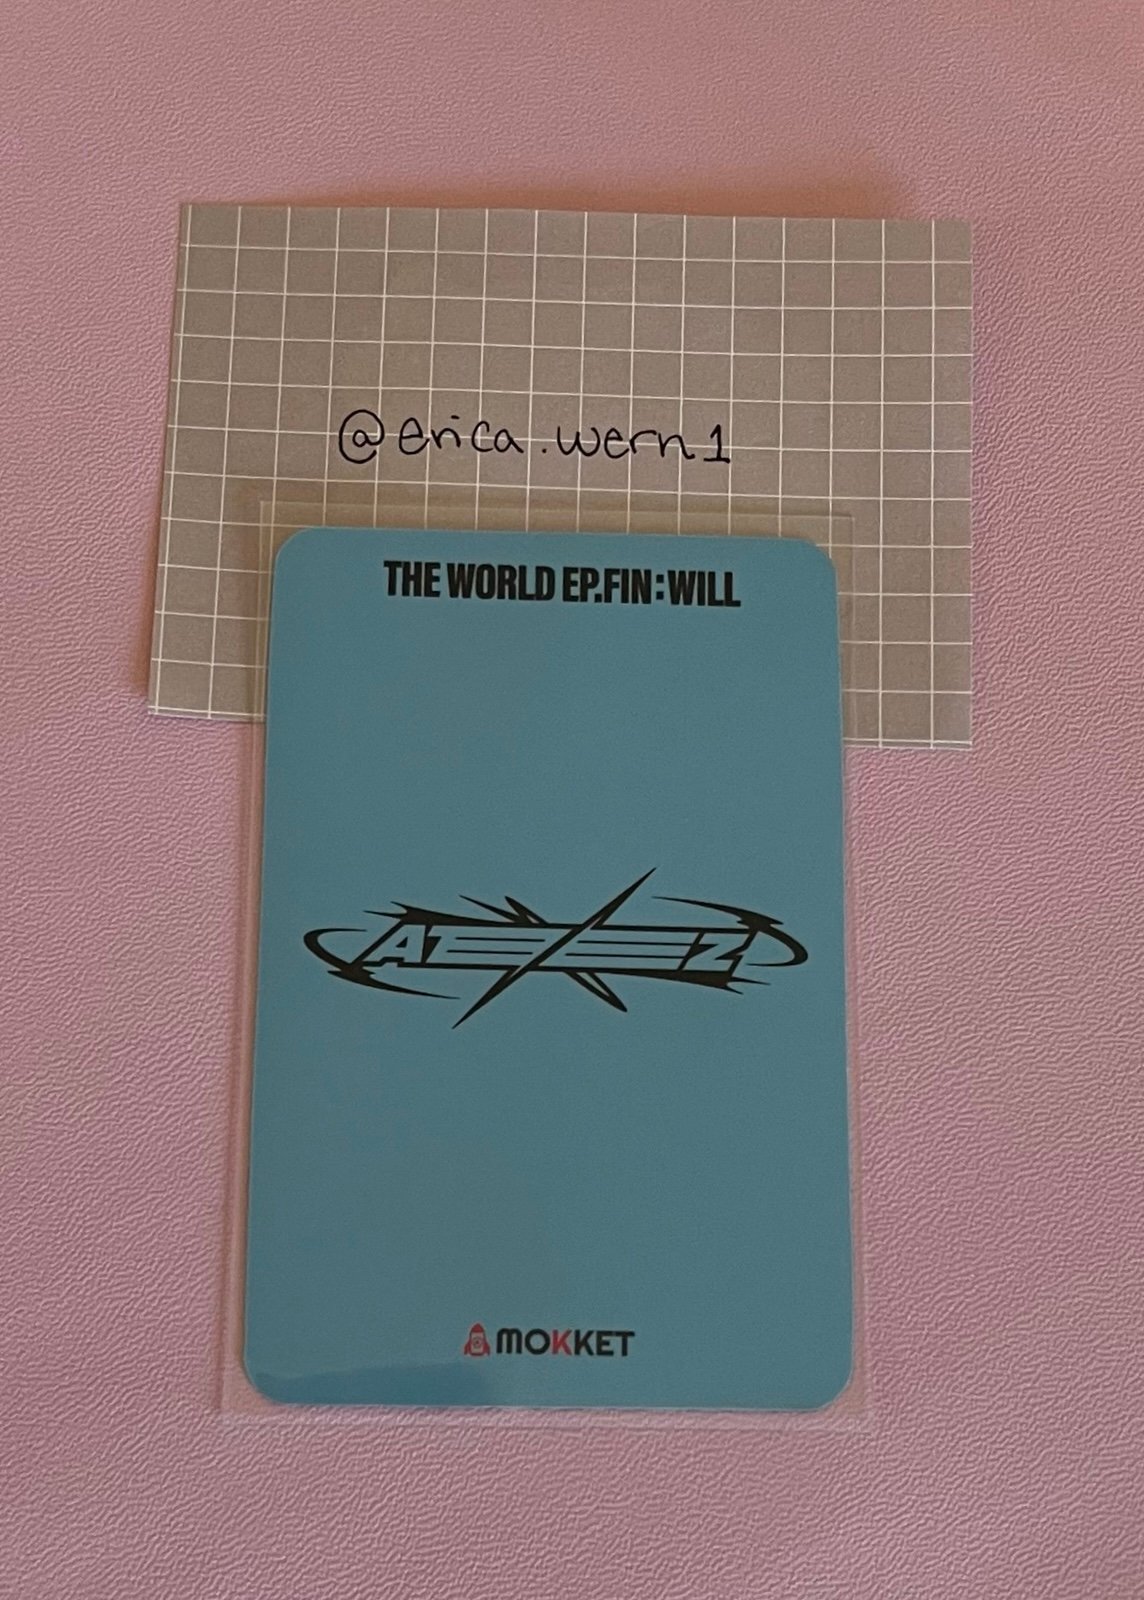 @erica.wern1
THE WORLD EP.FIN:WILL
ATEEZ
MOKKET